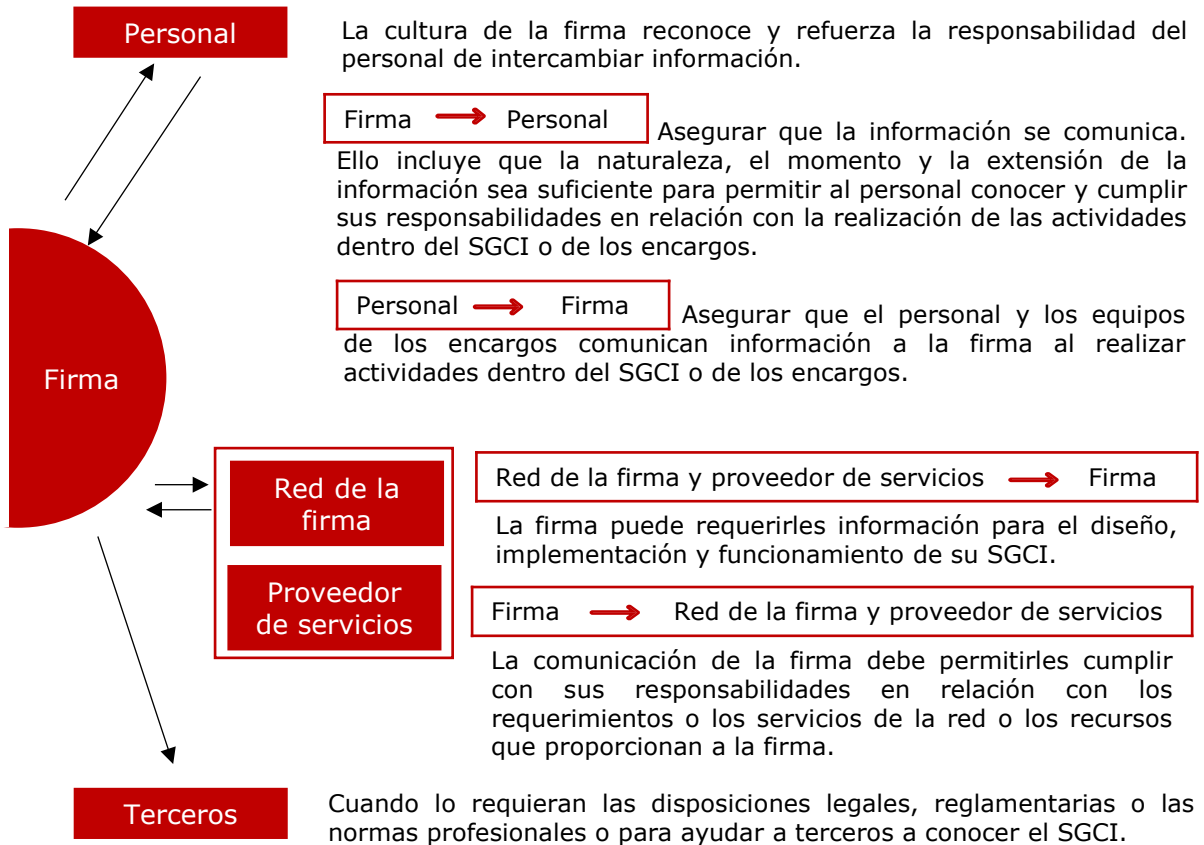 Personal
La cultura de la firma reconoce y refuerza la responsabilidad del
personal de intercambiar información.
Firma → Personal
Asegurar que la información se comunica.
Ello incluye que la naturaleza, el momento y la extensión de la
información sea suficiente para permitir al personal conocer y cumplir
sus responsabilidades en relación con la realización de las actividades
dentro del SGCI o de los encargos.
Personal → Firma
Asegurar que el personal y los equipos
de los encargos comunican información a la firma al realizar
actividades dentro del SGCI o de los encargos.
Firma
Red de la
firma
Proveedor
de servicios
Red de la firma y proveedor de servicios → Firma
La firma puede requerirles información para el diseño,
implementación y funcionamiento de su SGCI.
Firma → Red de la firma y proveedor de servicios
La comunicación de la firma debe permitirles cumplir
con sus responsabilidades en relación con los
requerimientos o los servicios de la red o los recursos
que proporcionan a la firma.
Terceros
Cuando lo requieran las disposiciones legales, reglamentarias o las
normas profesionales o para ayudar a terceros a conocer el SGCI.